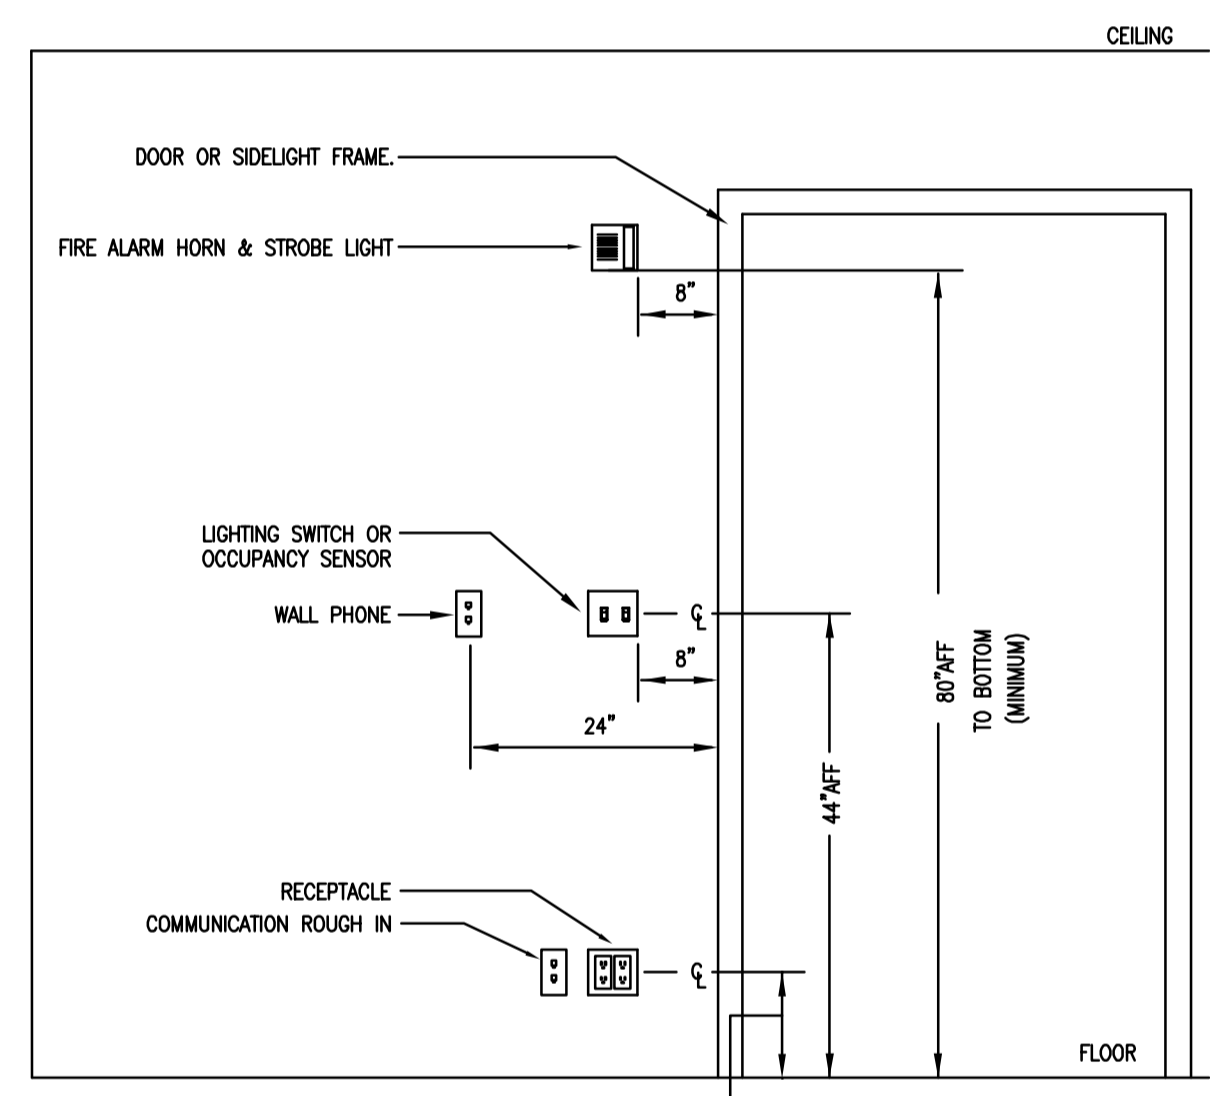 CEILING
DOOR OR SIDELIGHT FRAME.
FIRE ALARM HORN & STROBE LIGHT
8"
LIGHTING SWITCH OR
OCCUPANCY SENSOR
WALL PHONE
℄
8"
24"
80"AFF
TO BOTTOM
(MINIMUM)
44"AFF
RECEPTACLE
COMMUNICATION ROUGH IN
℄
FLOOR